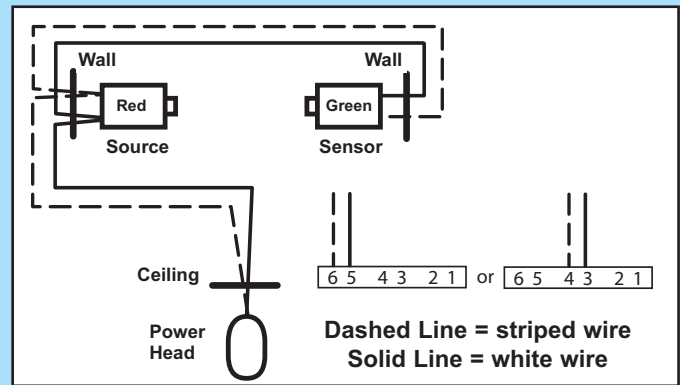 Wall
Wall
Red
Green
Source
Sensor
Ceiling
6 5 4 3 2 1 or 6 5 4 3 2 1
Power
Head
Dashed Line = striped wire
Solid Line = white wire